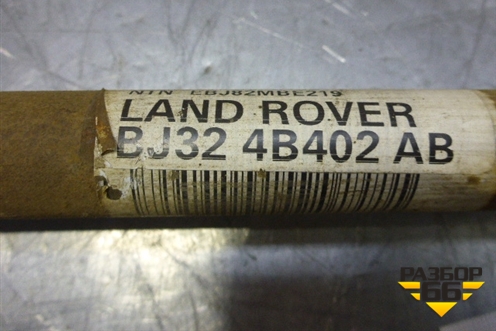 NTN EBJ82MBE219
LAND ROVER
BJ32 4B402 AB
РАЗБОР
66